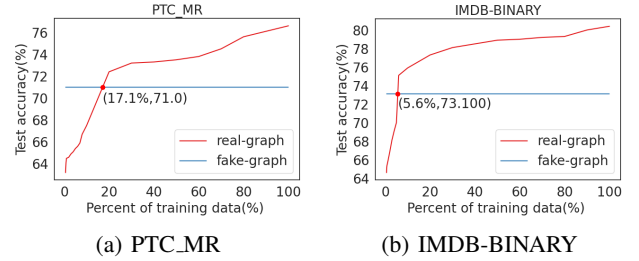 PTC_MR
Test accuracy(%)
76
74
72
70
68
66
64
(17.1%,71.0)
real-graph
fake-graph
0 20 40 60 80 100
Percent of training data(%)
(a) PTC_MR
IMDB-BINARY
Test accuracy(%)
80
78
76
74
72
70
68
66
64
(5.6%,73.100)
real-graph
fake-graph
0 20 40 60 80 100
Percent of training data(%)
(b) IMDB-BINARY